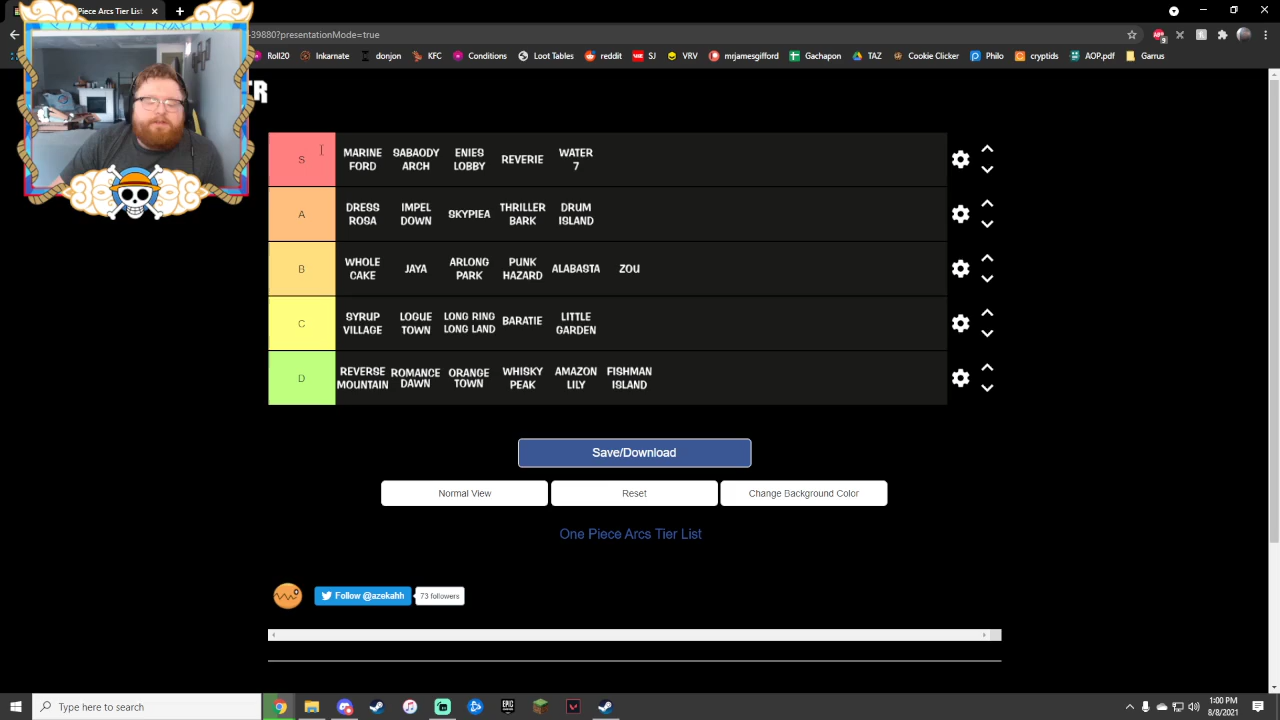 Piece Arcs Tier List
39880?presentationMode=true
Roll20 Inkarnate donjon KFC Conditions Loot Tables reddit SJ VRV mrjamesgifford Gachapon TAZ Cookie Clicker Philo cryptids AOP.pdf Garrus
ER
S
MARINE FORD
SABAODY ARCH
ENIES LOBBY
REVERIE
WATER 7
A
DRESS ROSA
IMPEL DOWN
SKYPIEA
THRILLER BARK
DRUM ISLAND
B
WHOLE CAKE
JAYA
ARLONG PARK
PUNK HAZARD
ALABASTA
ZOU
C
SYRUP VILLAGE
LOGUE TOWN
LONG RING LONG LAND
BARATIE
LITTLE GARDEN
D
REVERSE MOUNTAIN
ROMANCE DAWN
ORANGE TOWN
WHISKY PEAK
AMAZON LILY
FISHMAN ISLAND
Save/Download
Normal View
Reset
Change Background Color
One Piece Arcs Tier List
Follow @azekahh
73 followers
Type here to search
1:00 PM
8/8/2021